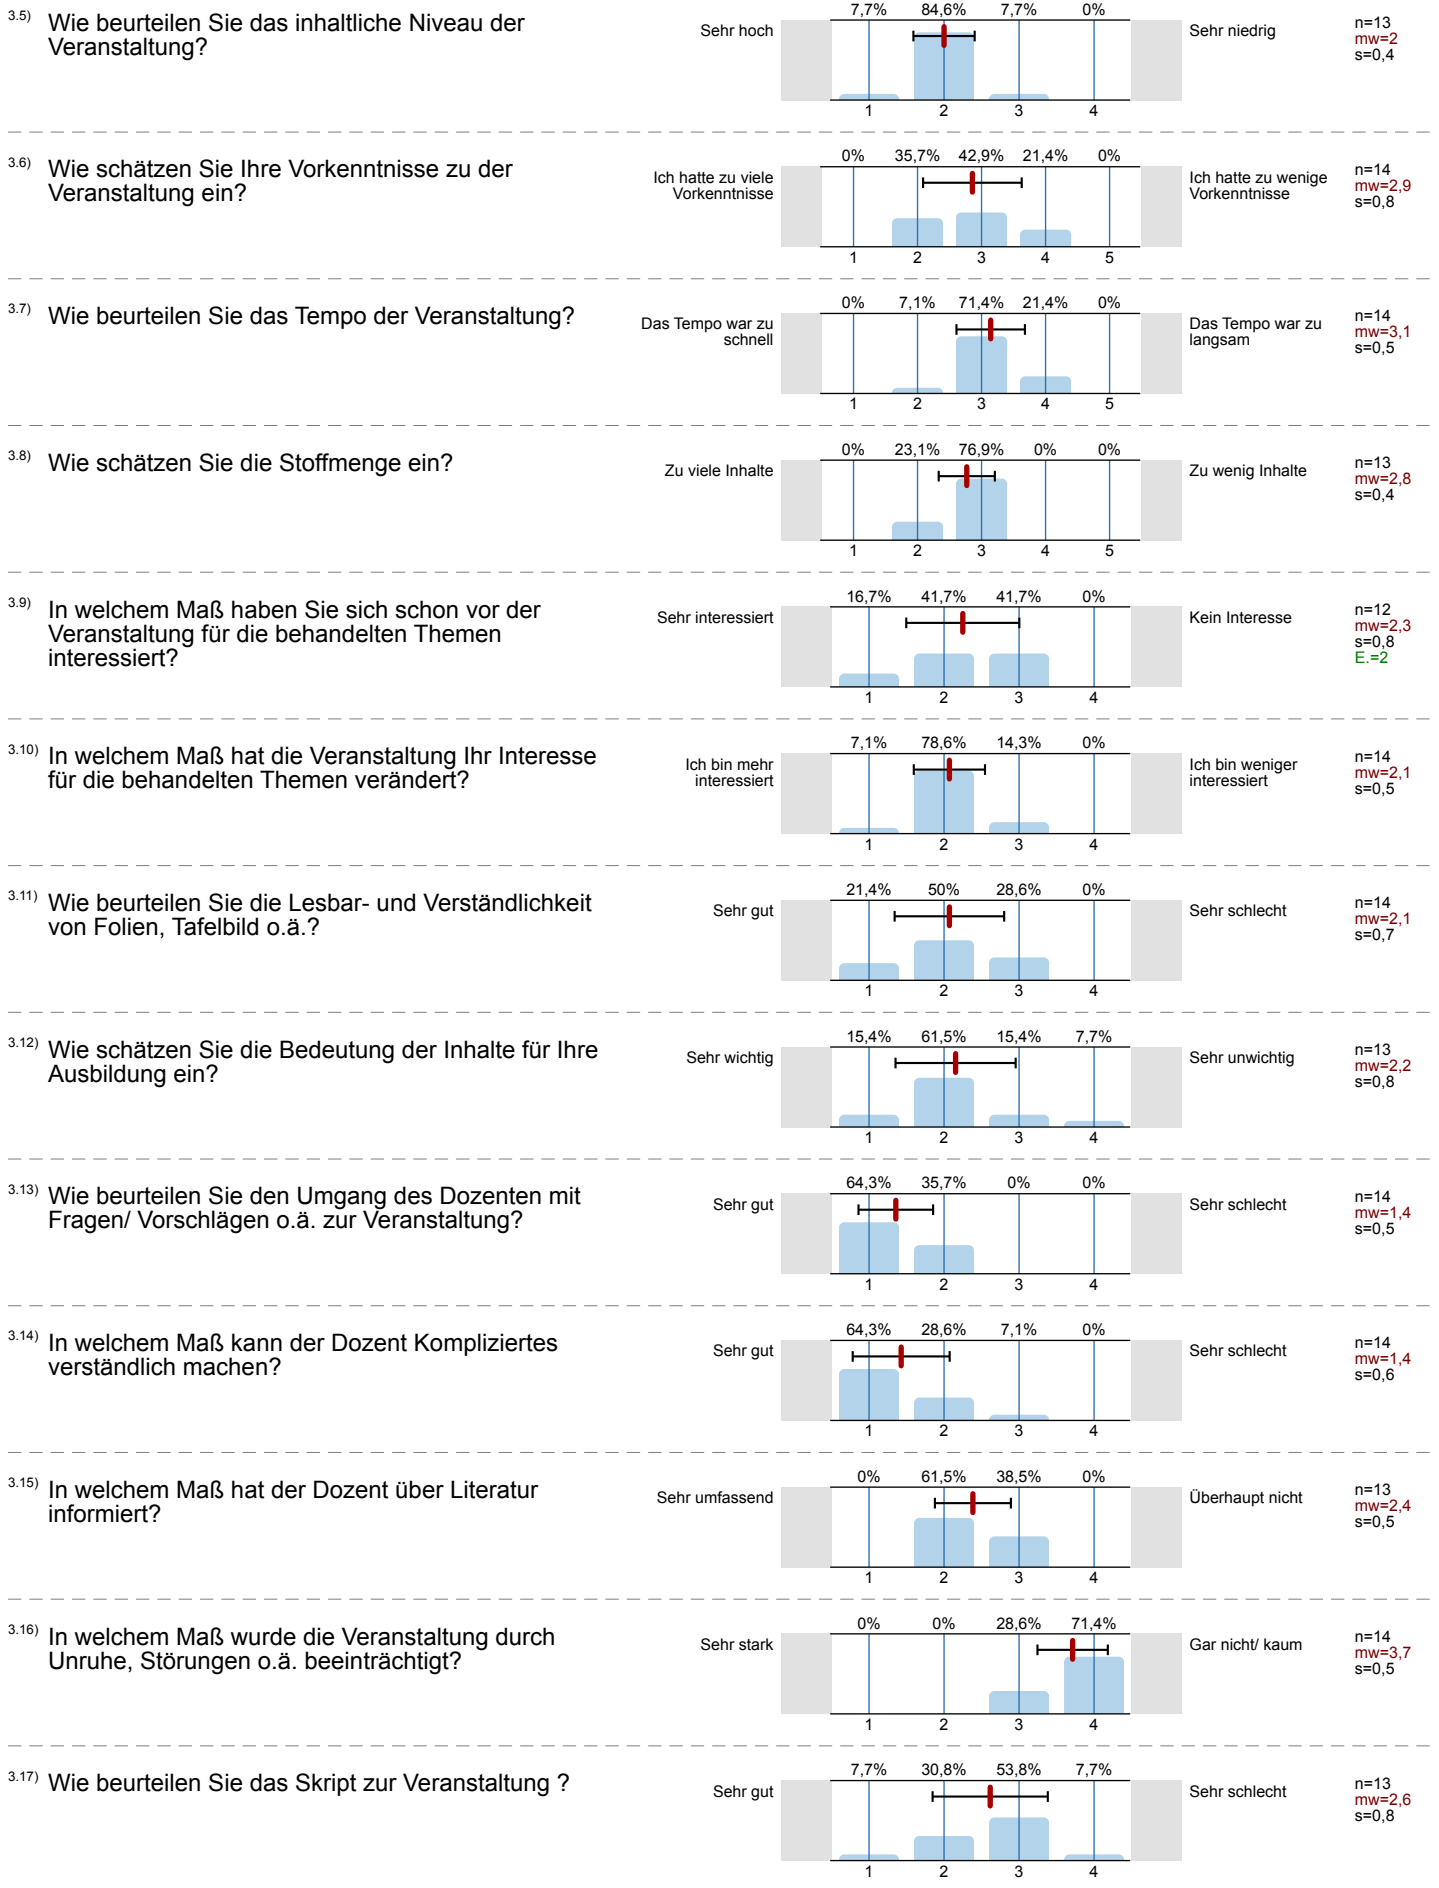 3.5) Wie beurteilen Sie das inhaltliche Niveau der
Veranstaltung?
Sehr hoch
7,7% 84,6% 7,7% 0%
1 2 3 4
Sehr niedrig
n=13
mw=2
s=0,4
3.6) Wie schätzen Sie Ihre Vorkenntnisse zu der
Veranstaltung ein?
Ich hatte zu viele
Vorkenntnisse
0% 35,7% 42,9% 21,4% 0%
1 2 3 4 5
Ich hatte zu wenige
Vorkenntnisse
n=14
mw=2,9
s=0,8
3.7) Wie beurteilen Sie das Tempo der Veranstaltung?
Das Tempo war zu
schnell
0% 7,1% 71,4% 21,4% 0%
1 2 3 4 5
Das Tempo war zu
langsam
n=14
mw=3,1
s=0,5
3.8) Wie schätzen Sie die Stoffmenge ein?
Zu viele Inhalte
0% 23,1% 76,9% 0% 0%
1 2 3 4 5
Zu wenig Inhalte
n=13
mw=2,8
s=0,4
3.9) In welchem Maß haben Sie sich schon vor der
Veranstaltung für die behandelten Themen
interessiert?
Sehr interessiert
16,7% 41,7% 41,7% 0%
1 2 3 4
Kein Interesse
n=12
mw=2,3
s=0,8
E.=2
3.10) In welchem Maß hat die Veranstaltung Ihr Interesse
für die behandelten Themen verändert?
Ich bin mehr
interessiert
7,1% 78,6% 14,3% 0%
1 2 3 4
Ich bin weniger
interessiert
n=14
mw=2,1
s=0,5
3.11) Wie beurteilen Sie die Lesbar- und Verständlichkeit
von Folien, Tafelbild o.ä.?
Sehr gut
21,4% 50% 28,6% 0%
1 2 3 4
Sehr schlecht
n=14
mw=2,1
s=0,7
3.12) Wie schätzen Sie die Bedeutung der Inhalte für Ihre
Ausbildung ein?
Sehr wichtig
15,4% 61,5% 15,4% 7,7%
1 2 3 4
Sehr unwichtig
n=13
mw=2,2
s=0,8
3.13) Wie beurteilen Sie den Umgang des Dozenten mit
Fragen/ Vorschlägen o.ä. zur Veranstaltung?
Sehr gut
64,3% 35,7% 0% 0%
1 2 3 4
Sehr schlecht
n=14
mw=1,4
s=0,5
3.14) In welchem Maß kann der Dozent Kompliziertes
verständlich machen?
Sehr gut
64,3% 28,6% 7,1% 0%
1 2 3 4
Sehr schlecht
n=14
mw=1,4
s=0,6
3.15) In welchem Maß hat der Dozent über Literatur
informiert?
Sehr umfassend
0% 61,5% 38,5% 0%
1 2 3 4
Überhaupt nicht
n=13
mw=2,4
s=0,5
3.16) In welchem Maß wurde die Veranstaltung durch
Unruhe, Störungen o.ä. beeinträchtigt?
Sehr stark
0% 0% 28,6% 71,4%
1 2 3 4
Gar nicht/ kaum
n=14
mw=3,7
s=0,5
3.17) Wie beurteilen Sie das Skript zur Veranstaltung ?
Sehr gut
7,7% 30,8% 53,8% 7,7%
1 2 3 4
Sehr schlecht
n=13
mw=2,6
s=0,8